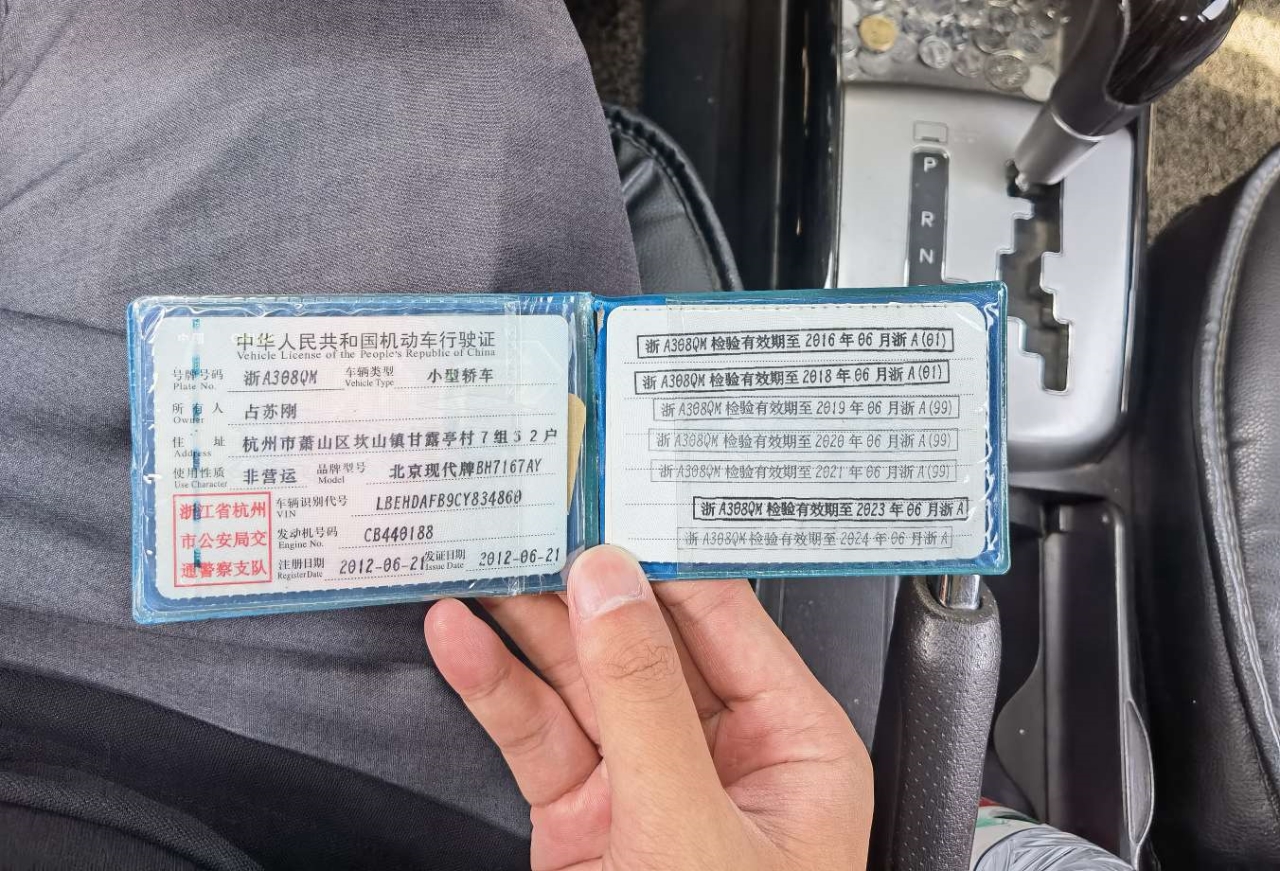 中华人民共和国机动车行驶证
Vehicle License of the People's Republic of China
号牌号码 浙A308QM 车辆类型 小型轿车
Plate No. Vehicle Type
所有人 占苏刚
Owner
住址 杭州市萧山区坎山镇甘露亭村7组52户
Address
使用性质 非营运 品牌型号 北京现代牌BH7167AY
Use Character Model
浙江省杭州
市公安局交
通警察支队
车辆识别代号 LBEHDAFB9CY834860
VIN
发动机号码 CB440188
Engine No.
注册日期 2012-06-21 发证日期 2012-06-21
Register Date Issue Date
浙A308QM检验有效期至2016年06月浙A(01)
浙A308QM检验有效期至2018年06月浙A(01)
浙A308QM检验有效期至2019年06月浙A(99)
浙A308QM检验有效期至2020年06月浙A(99)
浙A308QM检验有效期至2021年06月浙A(99)
浙A308QM检验有效期至2023年06月浙A
浙A308QM检验有效期至2024年06月浙A
P
R
N